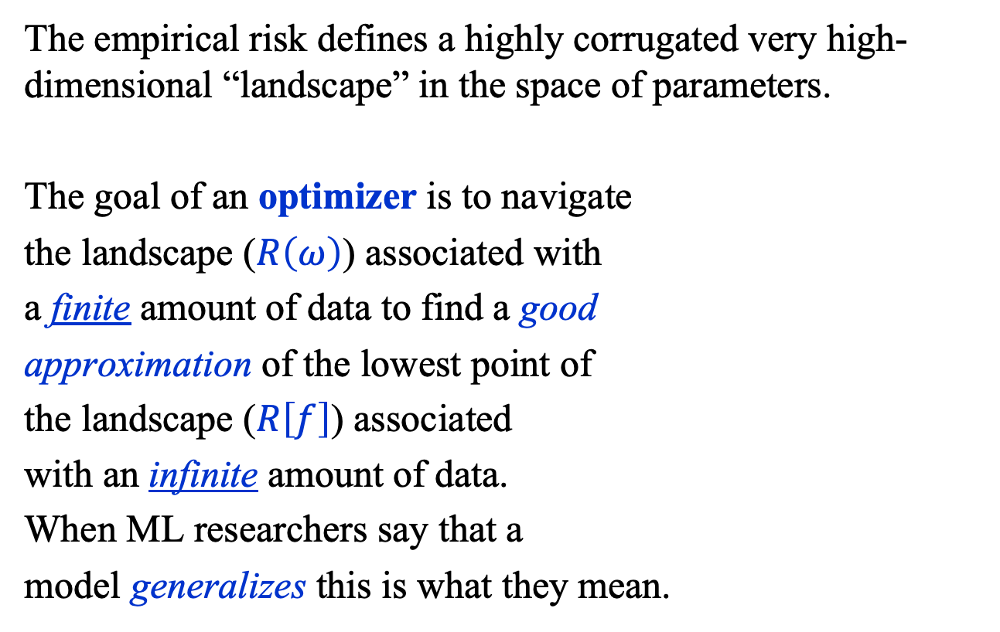 The empirical risk defines a highly corrugated very high-
dimensional “landscape” in the space of parameters.
The goal of an optimizer is to navigate
the landscape (R(ω)) associated with
a finite amount of data to find a good
approximation of the lowest point of
the landscape (R[f]) associated
with an infinite amount of data.
When ML researchers say that a
model generalizes this is what they mean.